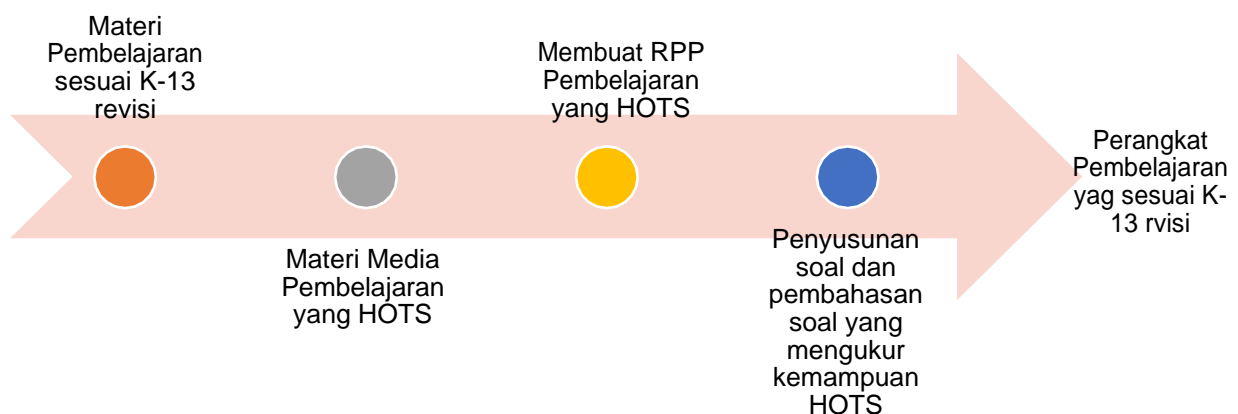 Materi
Pembelajaran
sesuai K-13
revisi
Materi Media
Pembelajaran
yang HOTS
Membuat RPP
Pembelajaran
yang HOTS
Penyusunan
soal dan
pembahasan
soal yang
mengukur
kemampuan
HOTS
Perangkat
Pembelajaran
yag sesuai K-
13 rvisi